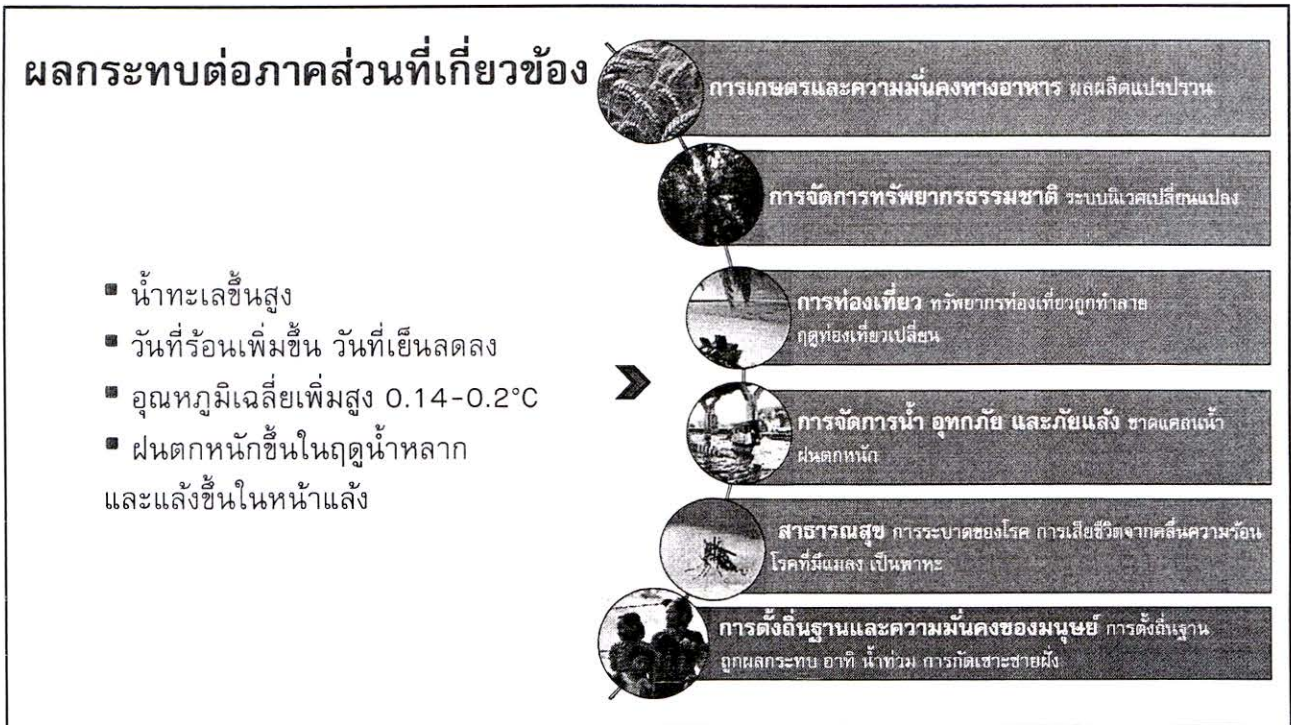 ผลกระทบต่อภาคส่วนที่เกี่ยวข้อง
▪ น้ำทะเลขึ้นสูง
▪ วันที่ร้อนเพิ่มขึ้น วันที่เย็นลดลง
▪ อุณหภูมิเฉลี่ยเพิ่มสูง 0.14-0.2°C
▪ ฝนตกหนักขึ้นในฤดูน้ำหลาก
และแล้งขึ้นในหน้าแล้ง
การเกษตรและความมั่นคงทางอาหาร ผลผลิตแปรปรวน
การจัดการทรัพยากรธรรมชาติ ระบบนิเวศเปลี่ยนแปลง
การท่องเที่ยว ทรัพยากรท่องเที่ยวถูกทำลาย
ฤดูท่องเที่ยวเปลี่ยน
การจัดการน้ำ อุทกภัย และภัยแล้ง ขาดแคลนน้ำ
ฝนตกหนัก
สาธารณสุข การระบาดของโรค การเสียชีวิตจากคลื่นความร้อน
โรคที่มีแมลง เป็นพาหะ
การตั้งถิ่นฐานและความมั่นคงของมนุษย์ การตั้งถิ่นฐาน
ถูกผลกระทบ อาทิ น้ำท่วม การกัดเซาะชายฝั่ง